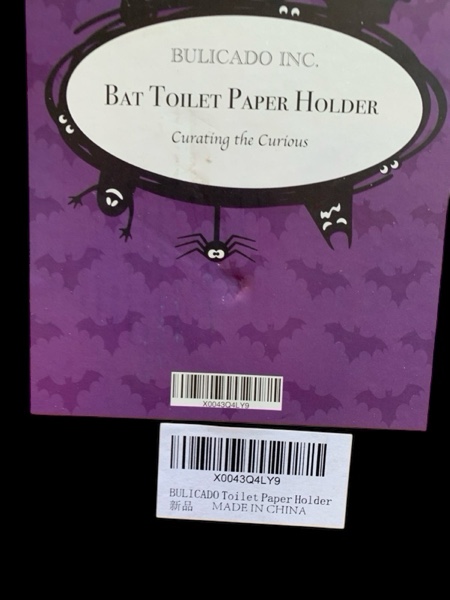 BULICADO INC.
BAT TOILET PAPER HOLDER
Curating the Curious
X0043Q4LY9
X0043Q4LY9
BULICADO Toilet Paper Holder
新品 MADE IN CHINA